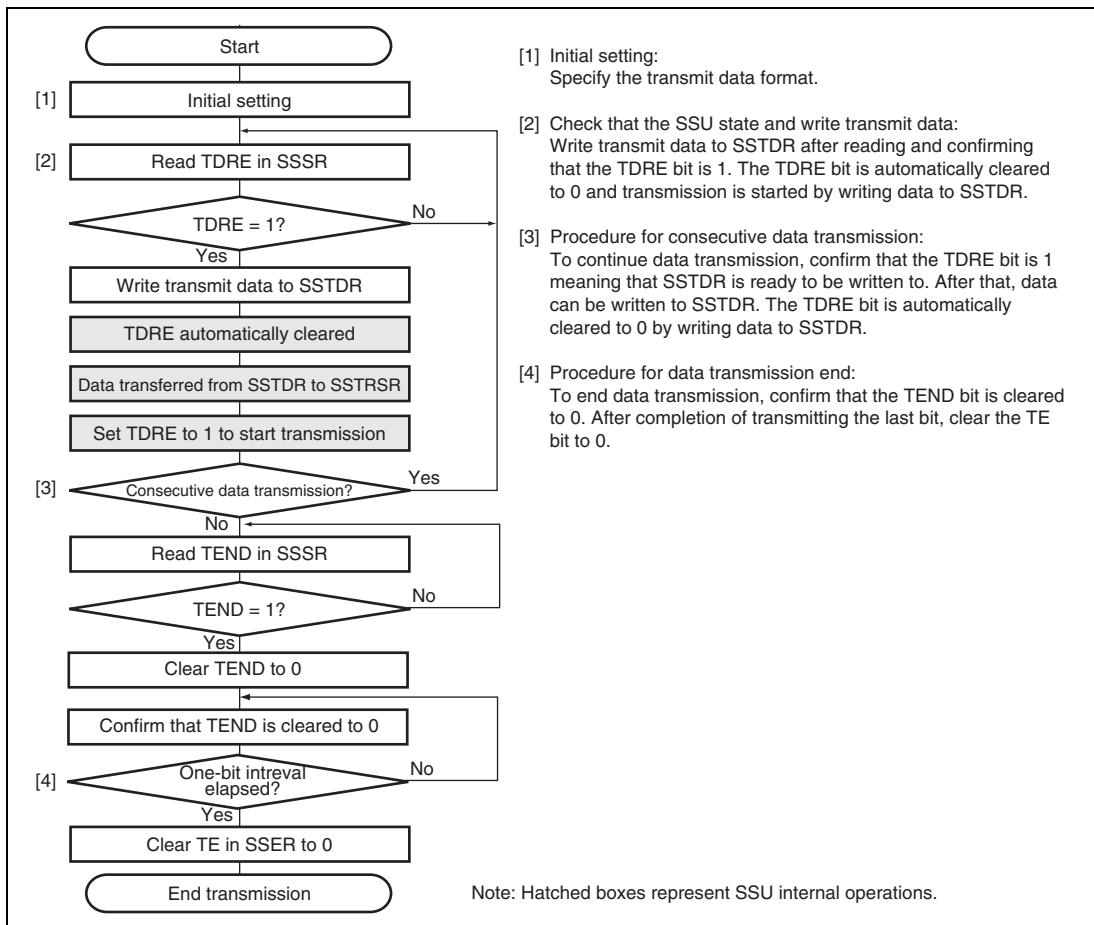 Start
[1] Initial setting
[2] Read TDRE in SSSR
TDRE = 1?
No
Yes
Write transmit data to SSTDR
TDRE automatically cleared
Data transferred from SSTDR to SSTRSR
Set TDRE to 1 to start transmission
[3] Consecutive data transmission?
Yes
No
Read TEND in SSSR
TEND = 1?
No
Yes
Clear TEND to 0
Confirm that TEND is cleared to 0
[4] One-bit intreval
elapsed?
No
Yes
Clear TE in SSER to 0
End transmission
[1] Initial setting:
Specify the transmit data format.
[2] Check that the SSU state and write transmit data:
Write transmit data to SSTDR after reading and confirming
that the TDRE bit is 1. The TDRE bit is automatically cleared
to 0 and transmission is started by writing data to SSTDR.
[3] Procedure for consecutive data transmission:
To continue data transmission, confirm that the TDRE bit is 1
meaning that SSTDR is ready to be written to. After that, data
can be written to SSTDR. The TDRE bit is automatically
cleared to 0 by writing data to SSTDR.
[4] Procedure for data transmission end:
To end data transmission, confirm that the TEND bit is cleared
to 0. After completion of transmitting the last bit, clear the TE
bit to 0.
Note: Hatched boxes represent SSU internal operations.